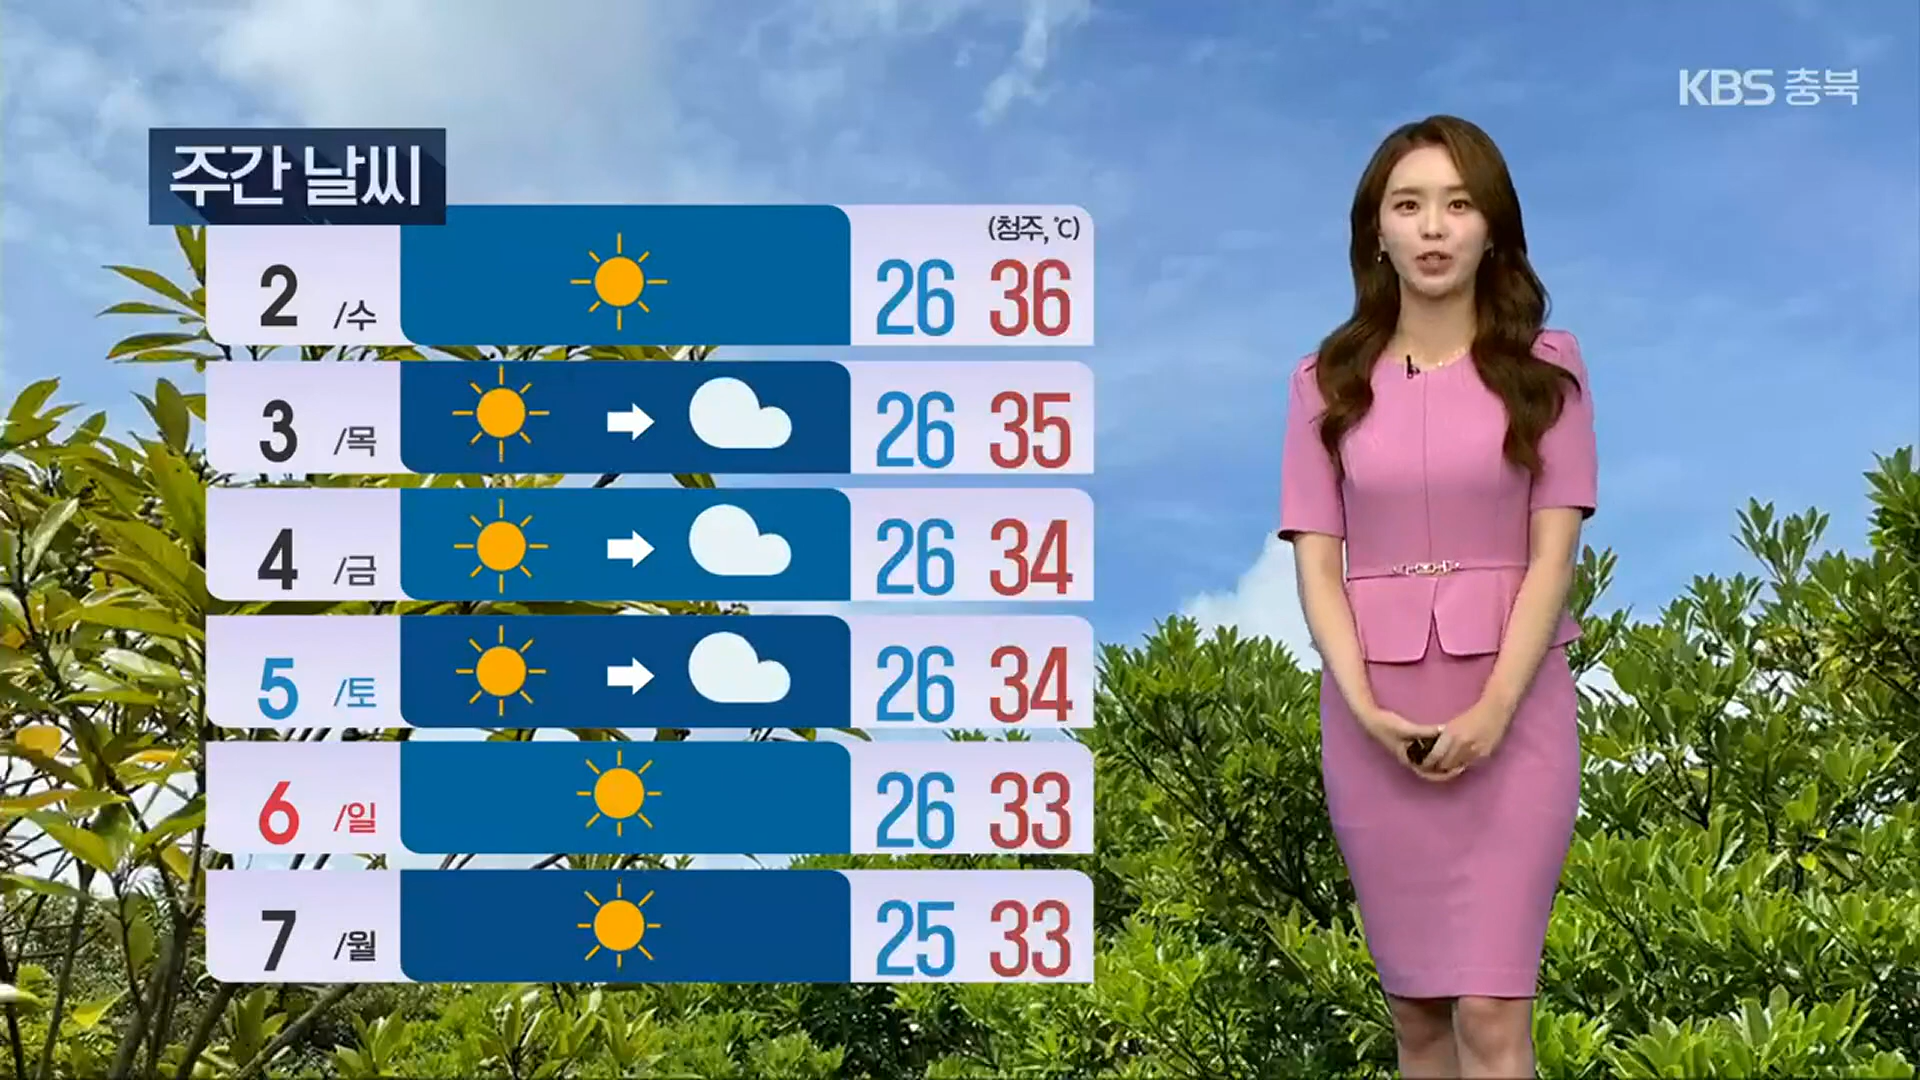 KBS 충북
주간 날씨
(청주, ℃)
2 /수 26 36
3 /목 26 35
4 /금 26 34
5 /토 26 34
6 /일 26 33
7 /월 25 33